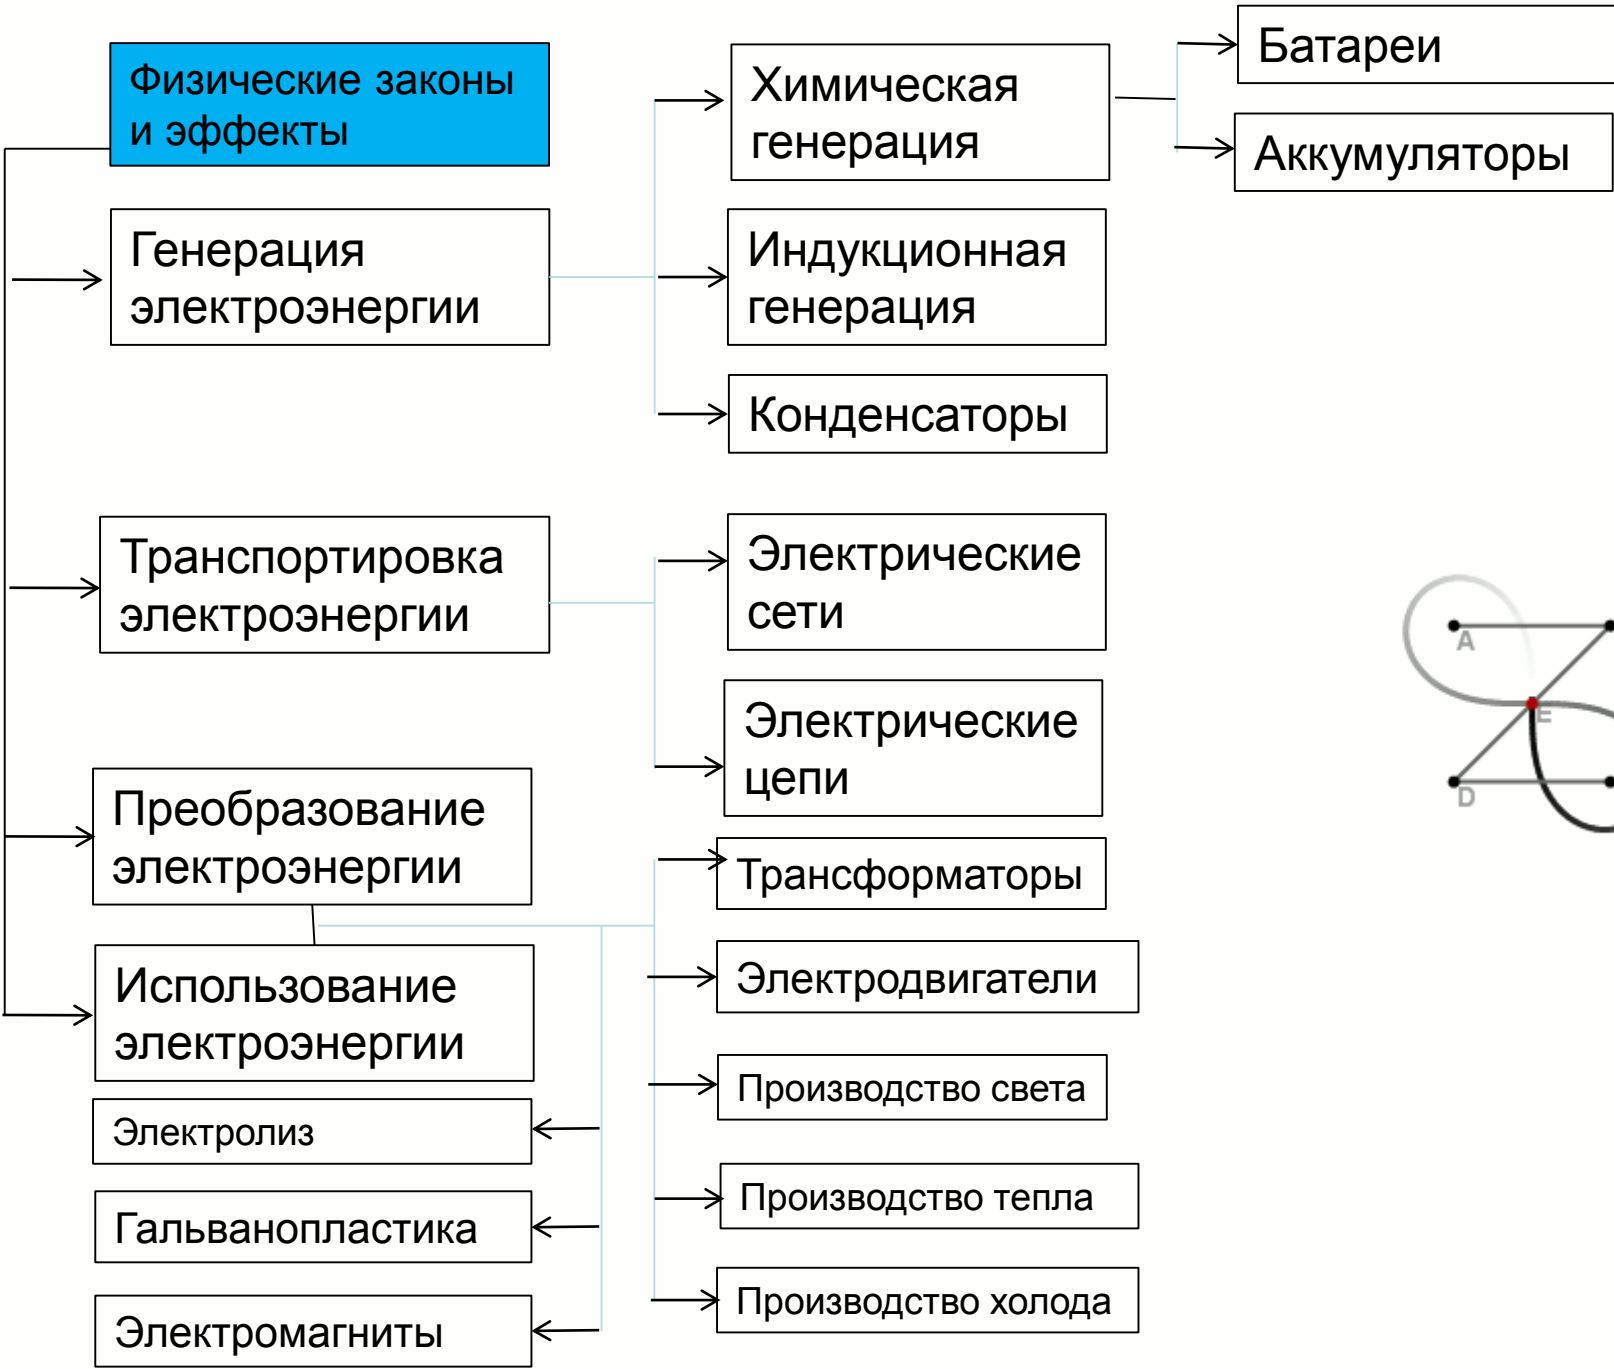 Физические законы
и эффекты
Генерация
электроэнергии
Транспортировка
электроэнергии
Преобразование
электроэнергии
Использование
электроэнергии
Электролиз
Гальванопластика
Электромагниты
Химическая
генерация
Индукционная
генерация
Конденсаторы
Электрические
сети
Электрические
цепи
Трансформаторы
Электродвигатели
Производство света
Производство тепла
Производство холода
Батареи
Аккумуляторы
A
E
D